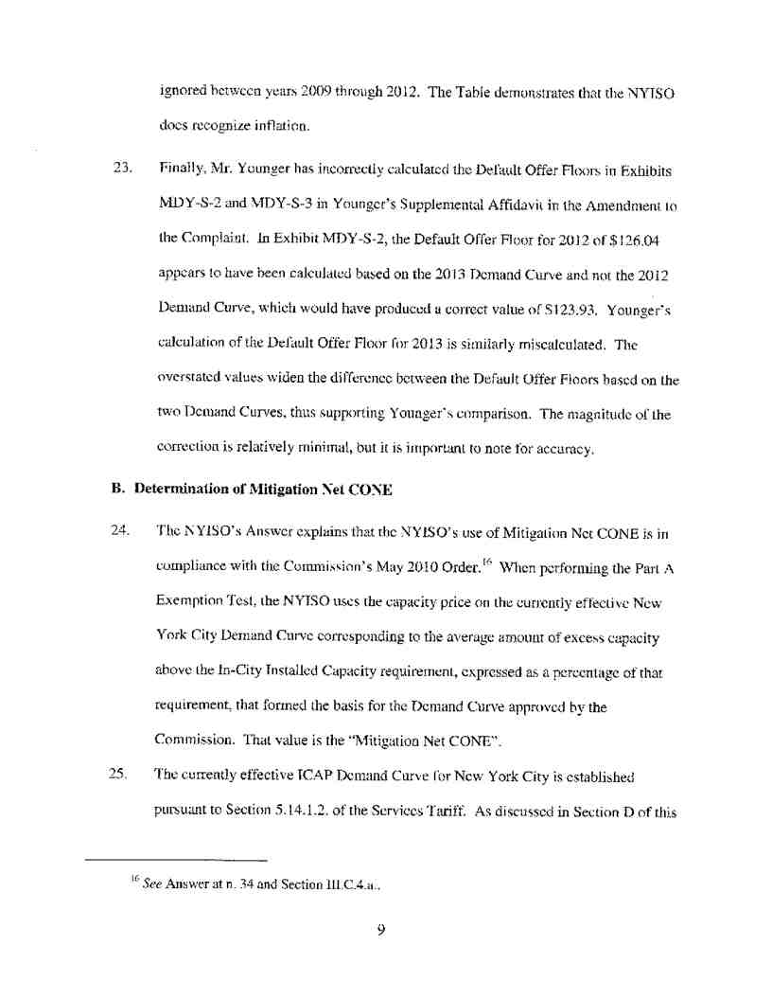 ignored between years 2009 through 2012. The Table demonstrates that the NYISO
does recognize inflation.
23. Finally, Mr. Younger has incorrectly calculated the Default Offer Floors in Exhibits
MDY-S-2 and MDY-S-3 in Younger's Supplemental Affidavit in the Amendment to
the Complaint. In Exhibit MDY-S-2, the Default Offer Floor for 2012 of $126.04
appears to have been calculated based on the 2013 Demand Curve and not the 2012
Demand Curve, which would have produced a correct value of $123.93. Younger's
calculation of the Default Offer Floor for 2013 is similarly miscalculated. The
overstated values widen the difference between the Default Offer Floors based on the
two Demand Curves, thus supporting Younger's comparison. The magnitude of the
correction is relatively minimal, but it is important to note for accuracy.
B. Determination of Mitigation Net CONE
24. The NYISO's Answer explains that the NYISO's use of Mitigation Net CONE is in
compliance with the Commission's May 2010 Order.16 When performing the Part A
Exemption Test, the NYISO uses the capacity price on the currently effective New
York City Demand Curve corresponding to the average amount of excess capacity
above the In-City Installed Capacity requirement, expressed as a percentage of that
requirement, that formed the basis for the Demand Curve approved by the
Commission. That value is the "Mitigation Net CONE".
25. The currently effective ICAP Demand Curve for New York City is established
pursuant to Section 5.14.1.2. of the Services Tariff. As discussed in Section D of this
16 See Answer at n. 34 and Section III.C.4.a..
9